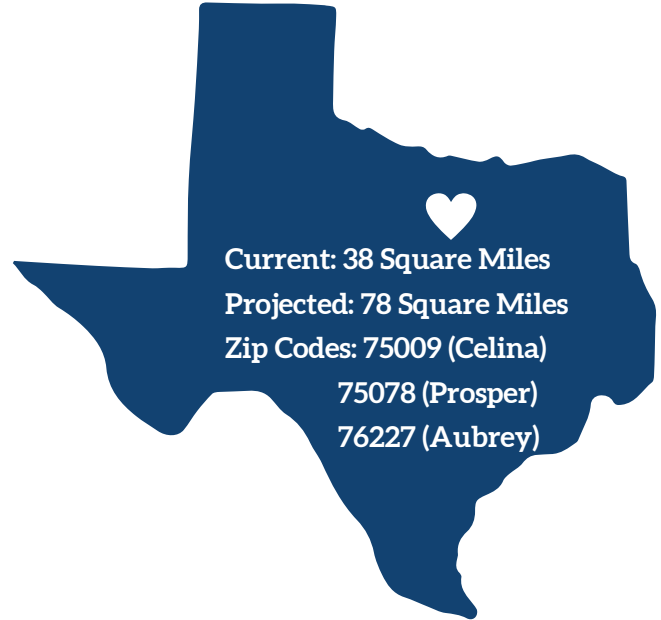 Current: 38 Square Miles
Projected: 78 Square Miles
Zip Codes: 75009 (Celina)
75078 (Prosper)
76227 (Aubrey)